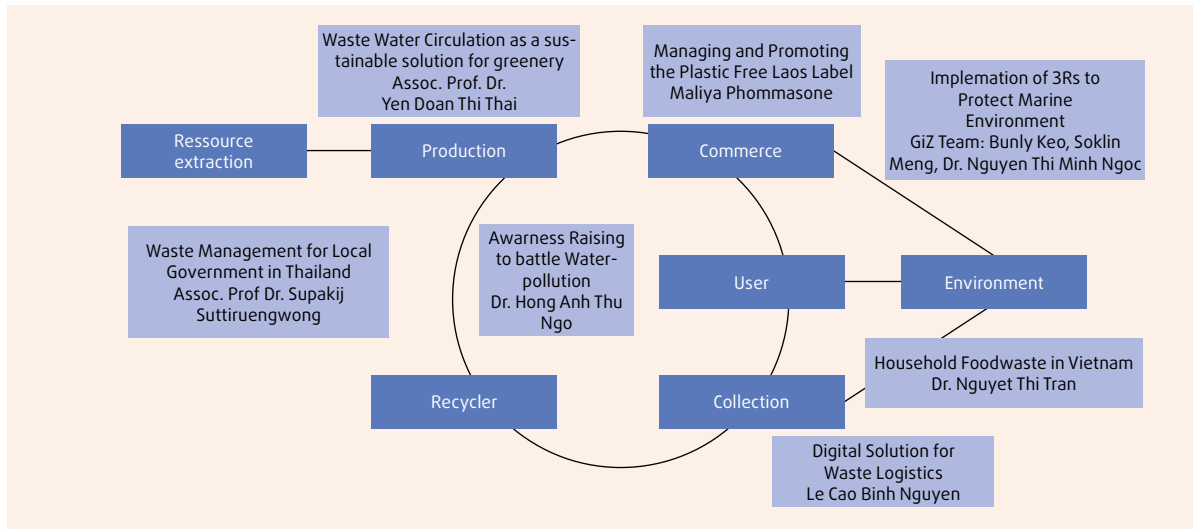 Waste Water Circulation as a sus-
tainable solution for greenery
Assoc. Prof. Dr.
Yen Doan Thi Thai
Managing and Promoting
the Plastic Free Laos Label
Maliya Phommasone
Implemation of 3Rs to
Protect Marine
Environment
GiZ Team: Bunly Keo, Soklin
Meng, Dr. Nguyen Thi Minh Ngoc
Ressource
extraction
Production
Commerce
Waste Management for Local
Government in Thailand
Assoc. Prof Dr. Supakij
Suttiruengwong
Awarness Raising
to battle Water-
pollution
Dr. Hong Anh Thu
Ngo
User
Environment
Household Foodwaste in Vietnam
Dr. Nguyet Thi Tran
Recycler
Collection
Digital Solution for
Waste Logistics
Le Cao Binh Nguyen